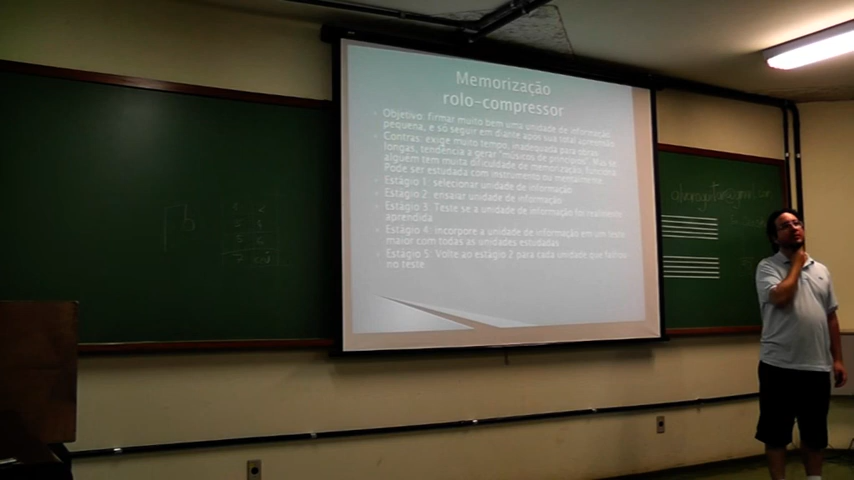 Memorização
rolo-compressor
Objetivo: firmar muito bem uma unidade de informação
pequena, e só seguir em diante após sua total apreensão
Contras: exige muito tempo, inadequada para obras
longas, tendência a gerar "músicos de princípios". Mas se
alguém tem muita dificuldade de memorização, funciona
Pode ser estudada com instrumento ou mentalmente
Estágio 1: selecionar unidade de informação
Estágio 2: ensaiar unidade de informação
Estágio 3: Teste se a unidade de informação foi realmente
aprendida
Estágio 4: incorpore a unidade de informação em um
maior com todas as unidades estudadas
Estágio 5: Volte ao estágio 2 para cada unidade que falhou
no teste